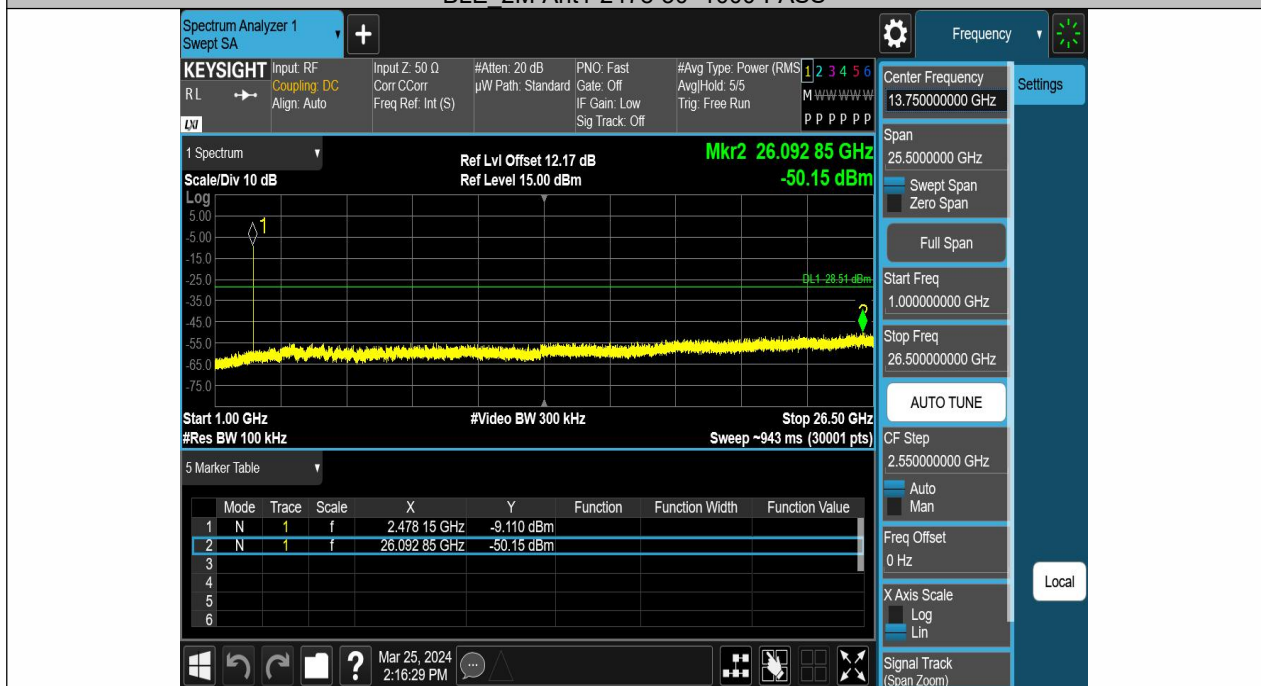 Spectrum Analyzer 1
Swept SA
+
Frequency
KEYSIGHT
RL
LXI
Input: RF
Coupling: DC
Align: Auto
Input Z: 50 Ω
Corr CCorr
Freq Ref: Int (S)
#Atten: 20 dB
µW Path: Standard
PNO: Fast
Gate: Off
IF Gain: Low
Sig Track: Off
#Avg Type: Power (RMS
Avg|Hold: 5/5
Trig: Free Run
1 2 3 4 5 6
M W W W W W
P P P P P P
1 Spectrum
Scale/Div 10 dB
Ref Lvl Offset 12.17 dB
Ref Level 15.00 dBm
Mkr2 26.092 85 GHz
-50.15 dBm
Log
5.00
-5.00
-15.0
-25.0
-35.0
-45.0
-55.0
-65.0
-75.0
1
DL1 -28.51 dBm
Start 1.00 GHz
#Video BW 300 kHz
Stop 26.50 GHz
#Res BW 100 kHz
Sweep ~943 ms (30001 pts)
5 Marker Table
Mode Trace Scale X Y Function Function Width Function Value
1 N 1 f 2.478 15 GHz -9.110 dBm
2 N 1 f 26.092 85 GHz -50.15 dBm
3
4
5
6
?
Mar 25, 2024
2:16:29 PM
Center Frequency
13.750000000 GHz
Settings
Span
25.5000000 GHz
Swept Span
Zero Span
Full Span
Start Freq
1.000000000 GHz
Stop Freq
26.500000000 GHz
AUTO TUNE
CF Step
2.550000000 GHz
Auto
Man
Freq Offset
0 Hz
Local
X Axis Scale
Log
Lin
Signal Track
(Span Zoom)